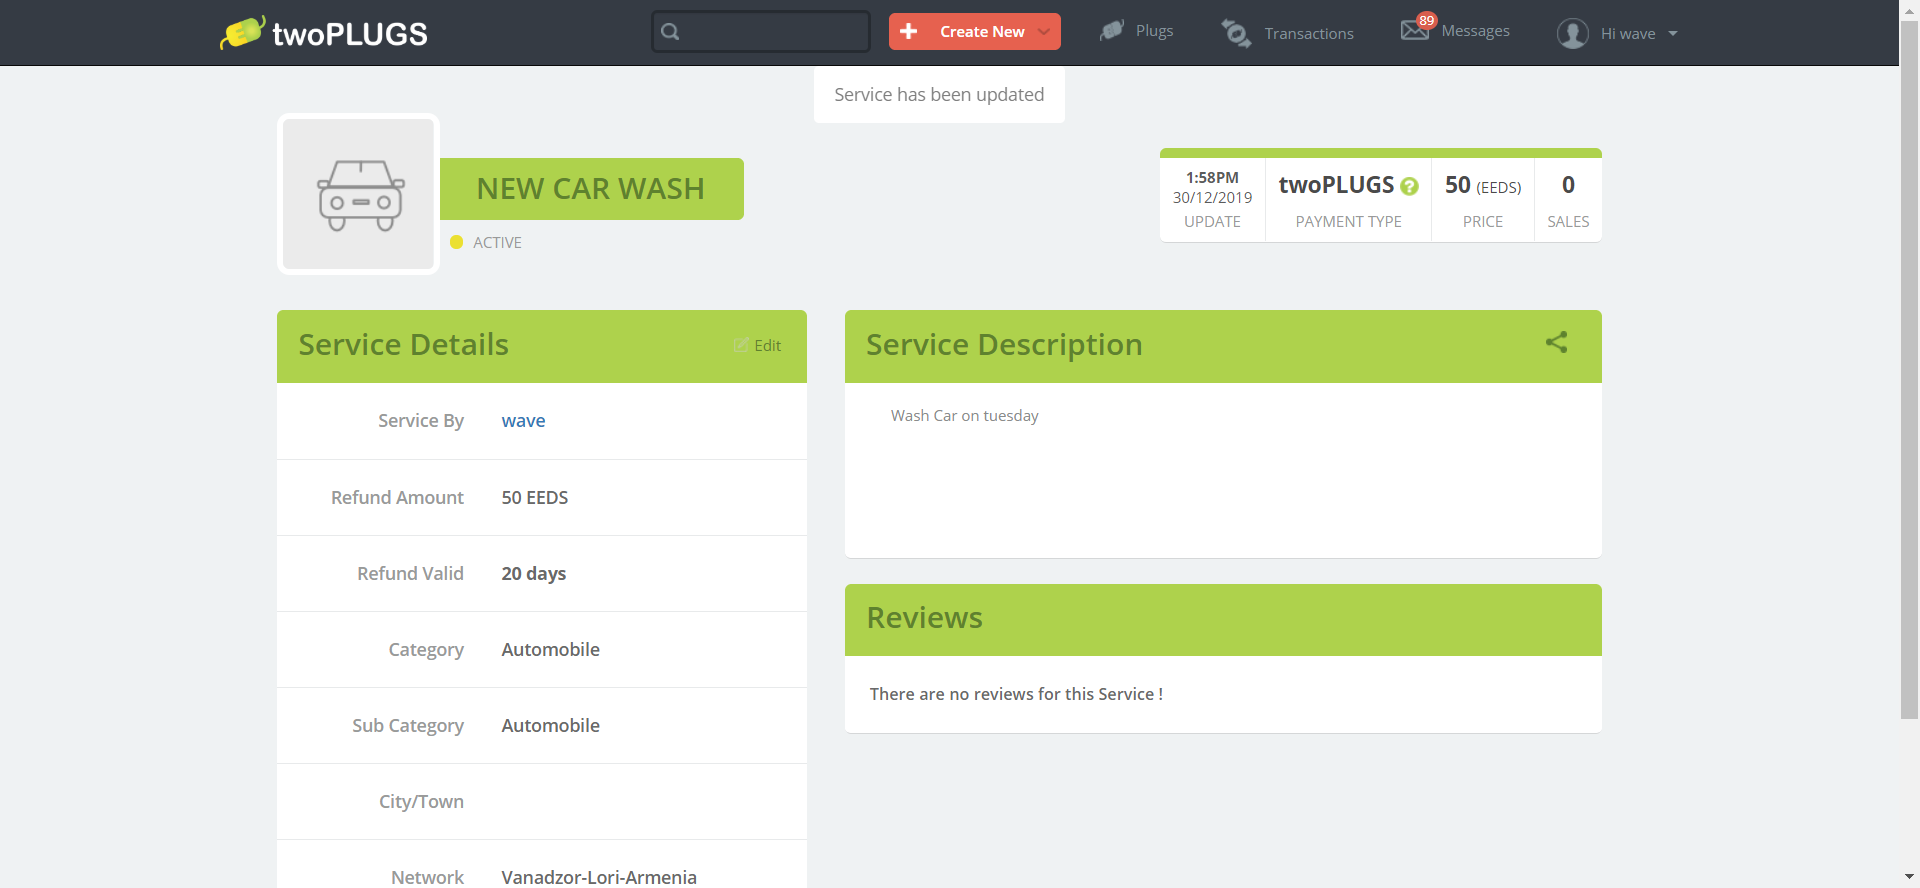 twoPLUGS
Create New
Plugs
Transactions
89
Messages
Hi wave
Service has been updated
NEW CAR WASH
ACTIVE
1:58PM
30/12/2019
UPDATE
twoPLUGS ?
PAYMENT TYPE
50 (EEDS)
PRICE
0
SALES
Service Details
Edit
Service By wave
Refund Amount 50 EEDS
Refund Valid 20 days
Category Automobile
Sub Category Automobile
City/Town
Network Vanadzor-Lori-Armenia
Service Description
Wash Car on tuesday
Reviews
There are no reviews for this Service !